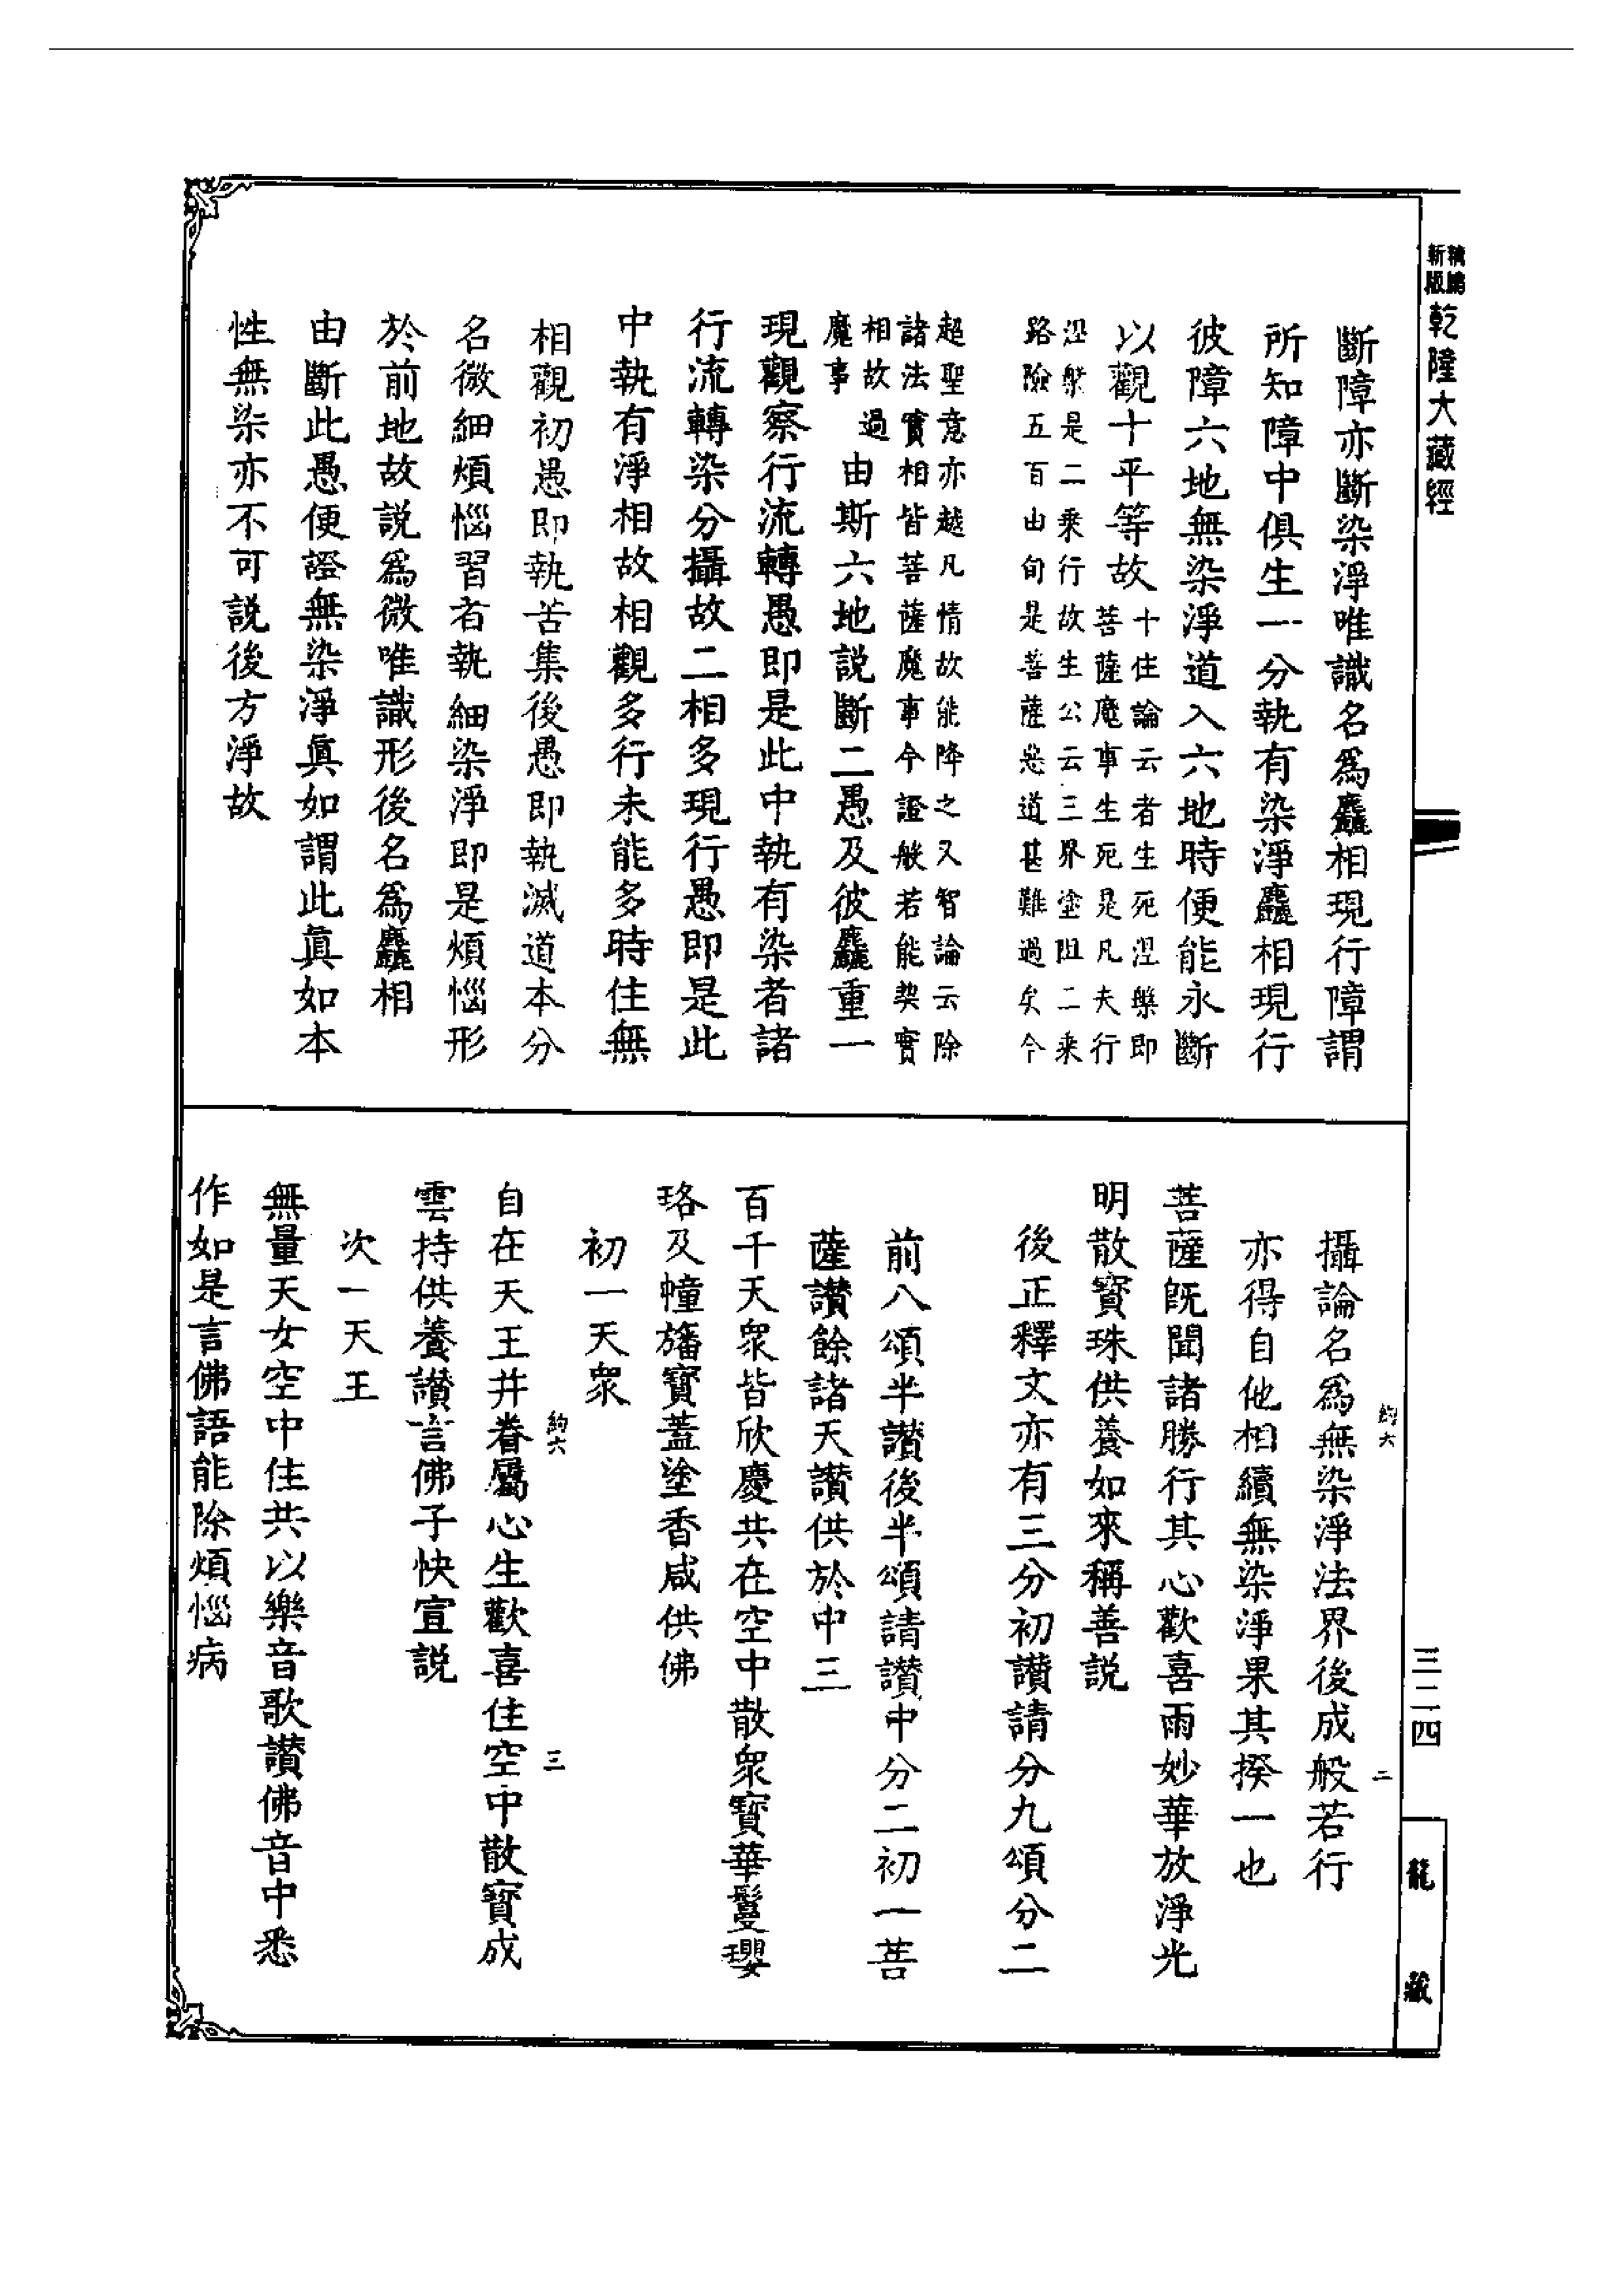 新版
精縮
乾隆大藏經
斷障亦斷染淨唯識名為麤相現行障謂
所知障中俱生一分執有染淨麤相現行
彼障六地無染淨道入六地時便能永斷
以觀十平等故
十住論云者生死涅槃即
菩薩魔事生死是凡夫行
涅槃是二乘行故生公云三界塗阻二乘
路險五百由旬是菩薩惡道甚難過矣今
超聖意亦越凡情故能降之又智論云除
諸法實相皆菩薩魔事今證般若能契實
相故過
魔事
由斯六地說斷二愚及彼麤重一
現觀察行流轉愚即是此中執有染者諸
行流轉染分攝故二相多現行愚即是此
中執有淨相故相觀多行未能多時住無
相觀初愚即執苦集後愚即執滅道本分
名微細煩惱習者執細染淨即是煩惱形
於前地故說為微唯識形後名為麤相
由斷此愚便證無染淨眞如謂此眞如本
性無染亦不可說後方淨故
攝論名為無染淨法界後成般若行
亦得自他相續無染淨果其揆一也
菩薩旣聞諸勝行其心歡喜雨妙華放淨光
明散寶珠供養如來稱善說
後正釋文亦有三分初讚請分九頌分二
前八頌半讚後半頌請讚中分二初一菩
薩讚餘諸天讚供於中三
百千天衆皆欣慶共在空中散衆寶華鬘瓔
珞及幢旛寶蓋塗香咸供佛
初一天衆
自在天王并眷屬心生歡喜住空中散寶成
雲持供養讃言佛子快宣說
次一天王
無量天女空中住共以樂音歌讃佛音中悉
作如是言佛語能除煩惱病
約六
二
約六
三
三二四
龍藏